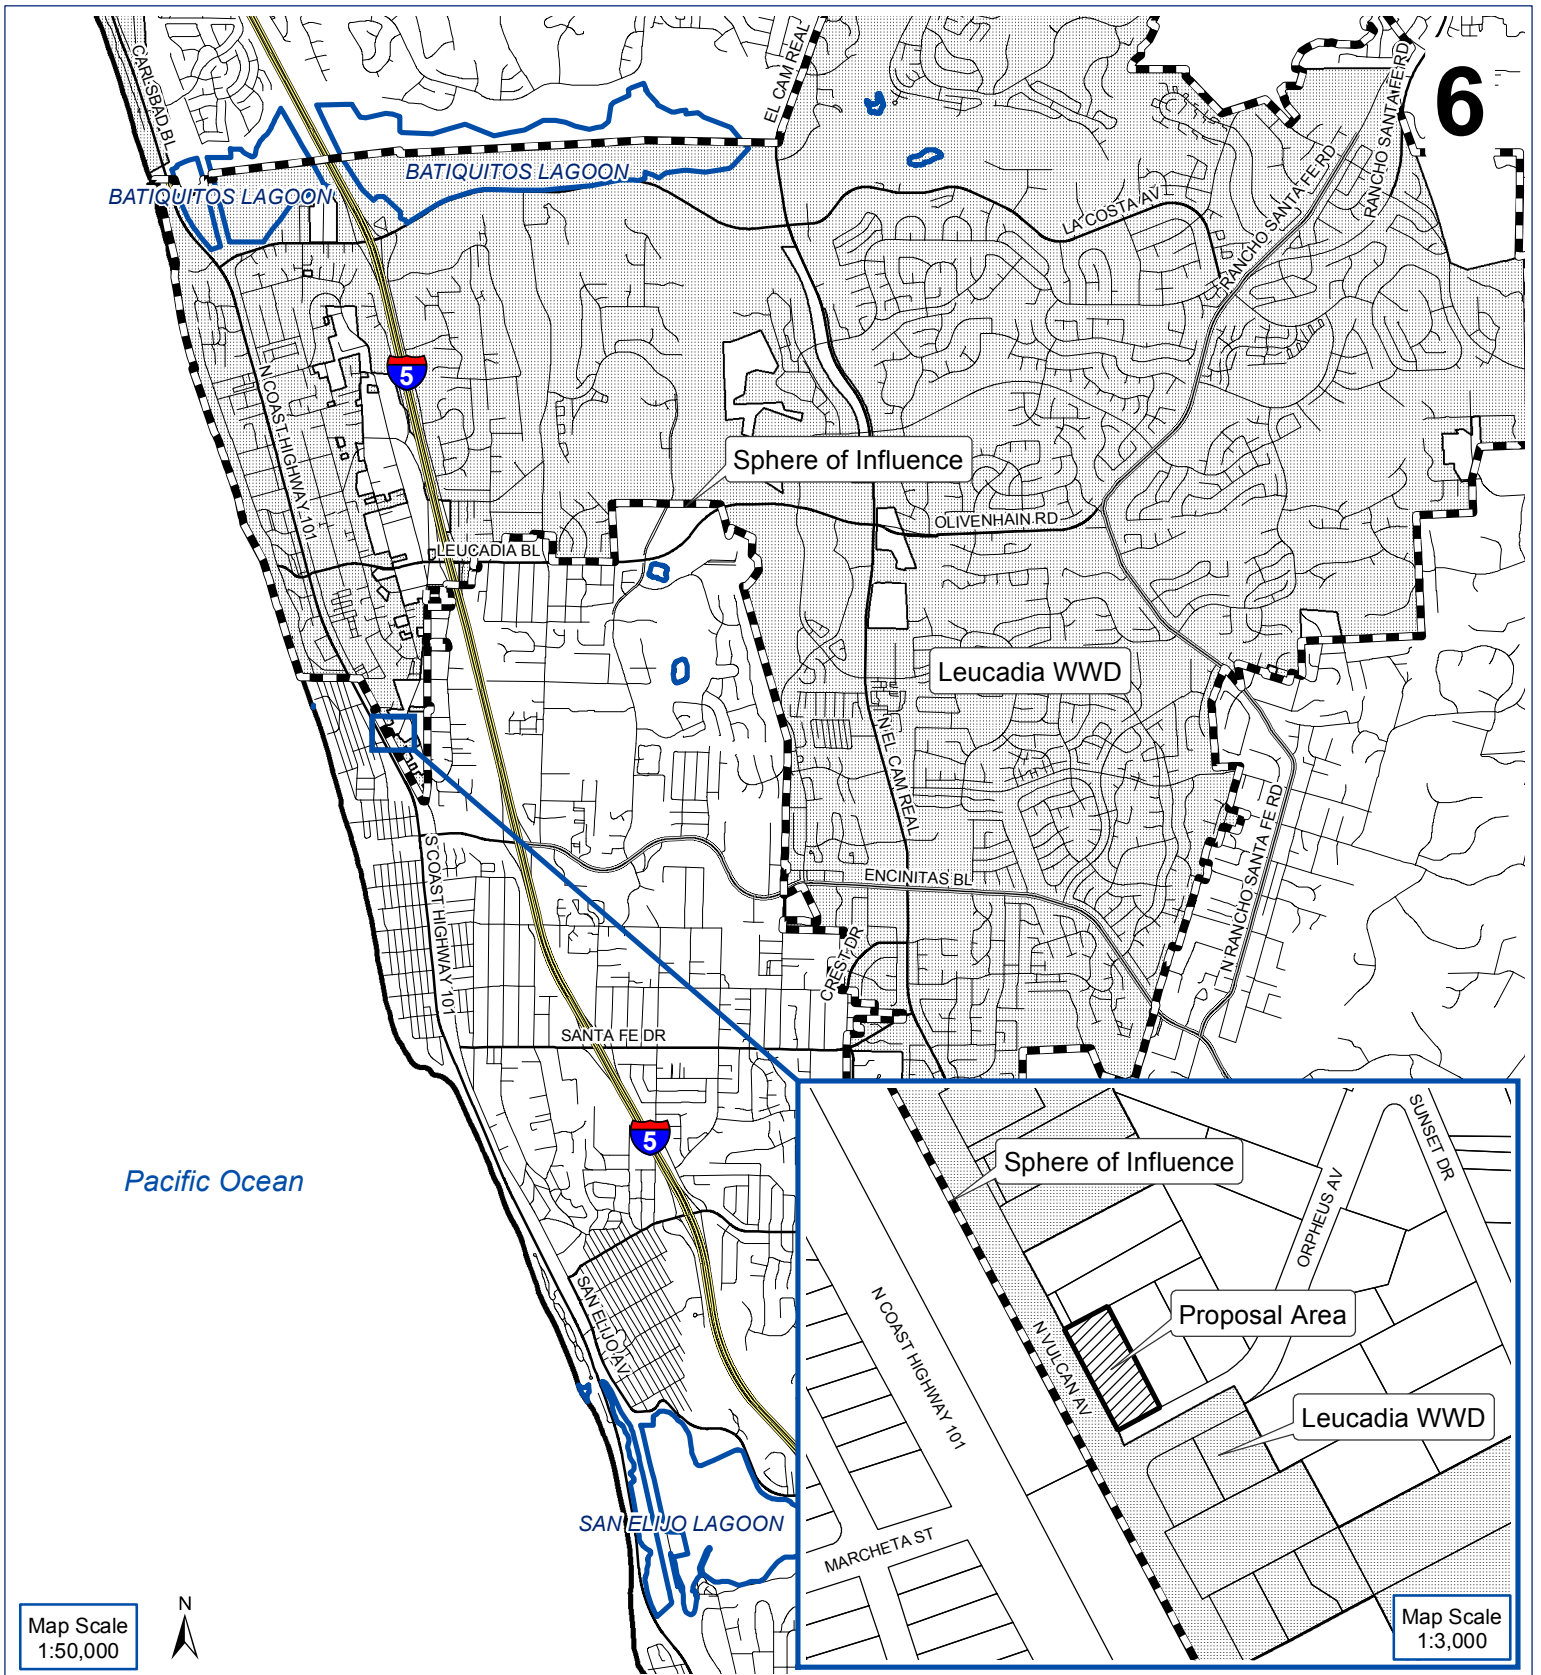 6
CARLSBAD BL
EL CAM REAL
RANCHO SANTA FE RD
RANCHO SANTA FE RD
BATIQUITOS LAGOON
BATIQUITOS LAGOON
LA COSTA AV
5
N COAST HIGHWAY 101
Sphere of Influence
OLIVENHAIN RD
LEUCADIA BL
Leucadia WWD
N EL CAM REAL
S COAST HIGHWAY 101
ENCINITAS BL
N RANCHO SANTA FE RD
CREST DR
SANTA FE DR
5
Pacific Ocean
SAN ELIJO AV
SAN ELIJO LAGOON
N
Map Scale
1:50,000
SUNSET DR
Sphere of Influence
ORPHEUS AV
Proposal Area
N VULCAN AV
N COAST HIGHWAY 101
Leucadia WWD
MARCHETA ST
Map Scale
1:3,000